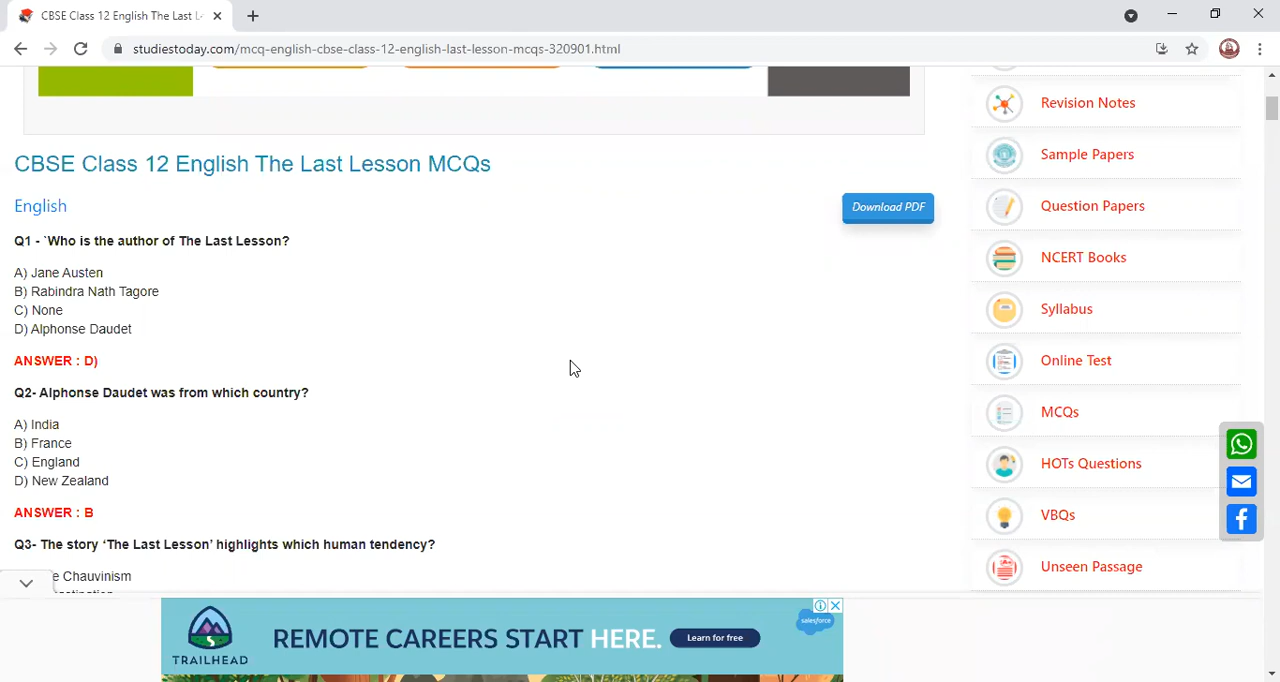 CBSE Class 12 English The Last L
studiestoday.com/mcq-english-cbse-class-12-english-last-lesson-mcqs-320901.html
CBSE Class 12 English The Last Lesson MCQs
English
Download PDF
Q1 - `Who is the author of The Last Lesson?
A) Jane Austen
B) Rabindra Nath Tagore
C) None
D) Alphonse Daudet
ANSWER : D)
Q2- Alphonse Daudet was from which country?
A) India
B) France
C) England
D) New Zealand
ANSWER : B
Q3- The story ‘The Last Lesson’ highlights which human tendency?
Chauvinism
Revision Notes
Sample Papers
Question Papers
NCERT Books
Syllabus
Online Test
MCQs
HOTs Questions
VBQs
Unseen Passage
TRAILHEAD
REMOTE CAREERS START HERE.
Learn for free
salesforce